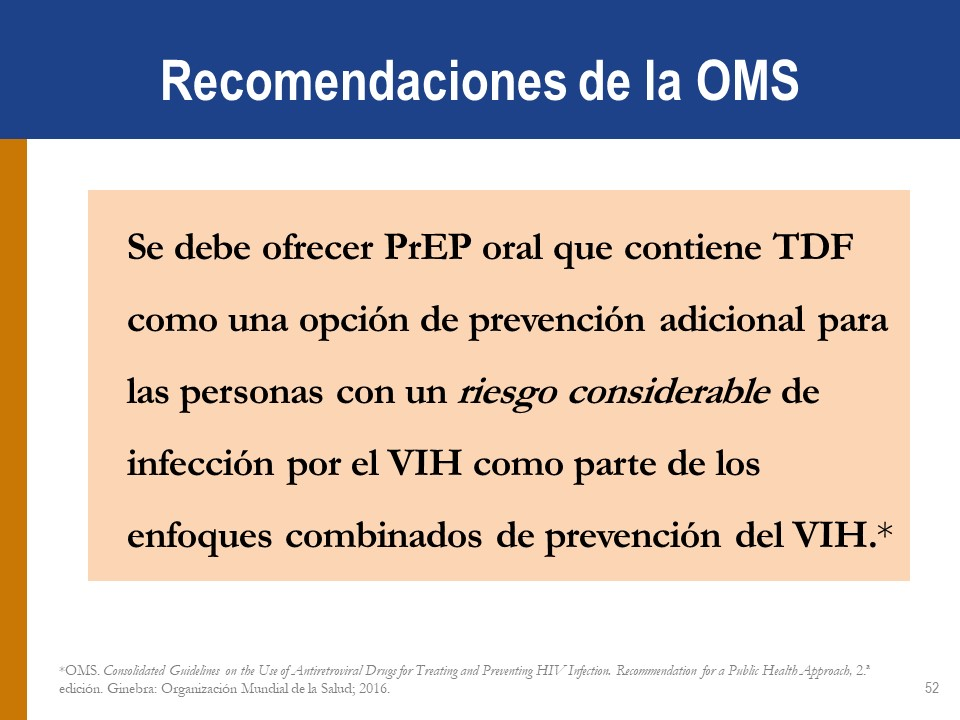 Recomendaciones de la OMS
Se debe ofrecer PrEP oral que contiene TDF
como una opción de prevención adicional para
las personas con un riesgo considerable de
infección por el VIH como parte de los
enfoques combinados de prevención del VIH.*
*OMS. Consolidated Guidelines on the Use of Antiretroviral Drugs for Treating and Preventing HIV Infection. Recommendation for a Public Health Approach, 2.ª
edición. Ginebra: Organización Mundial de la Salud; 2016.
52